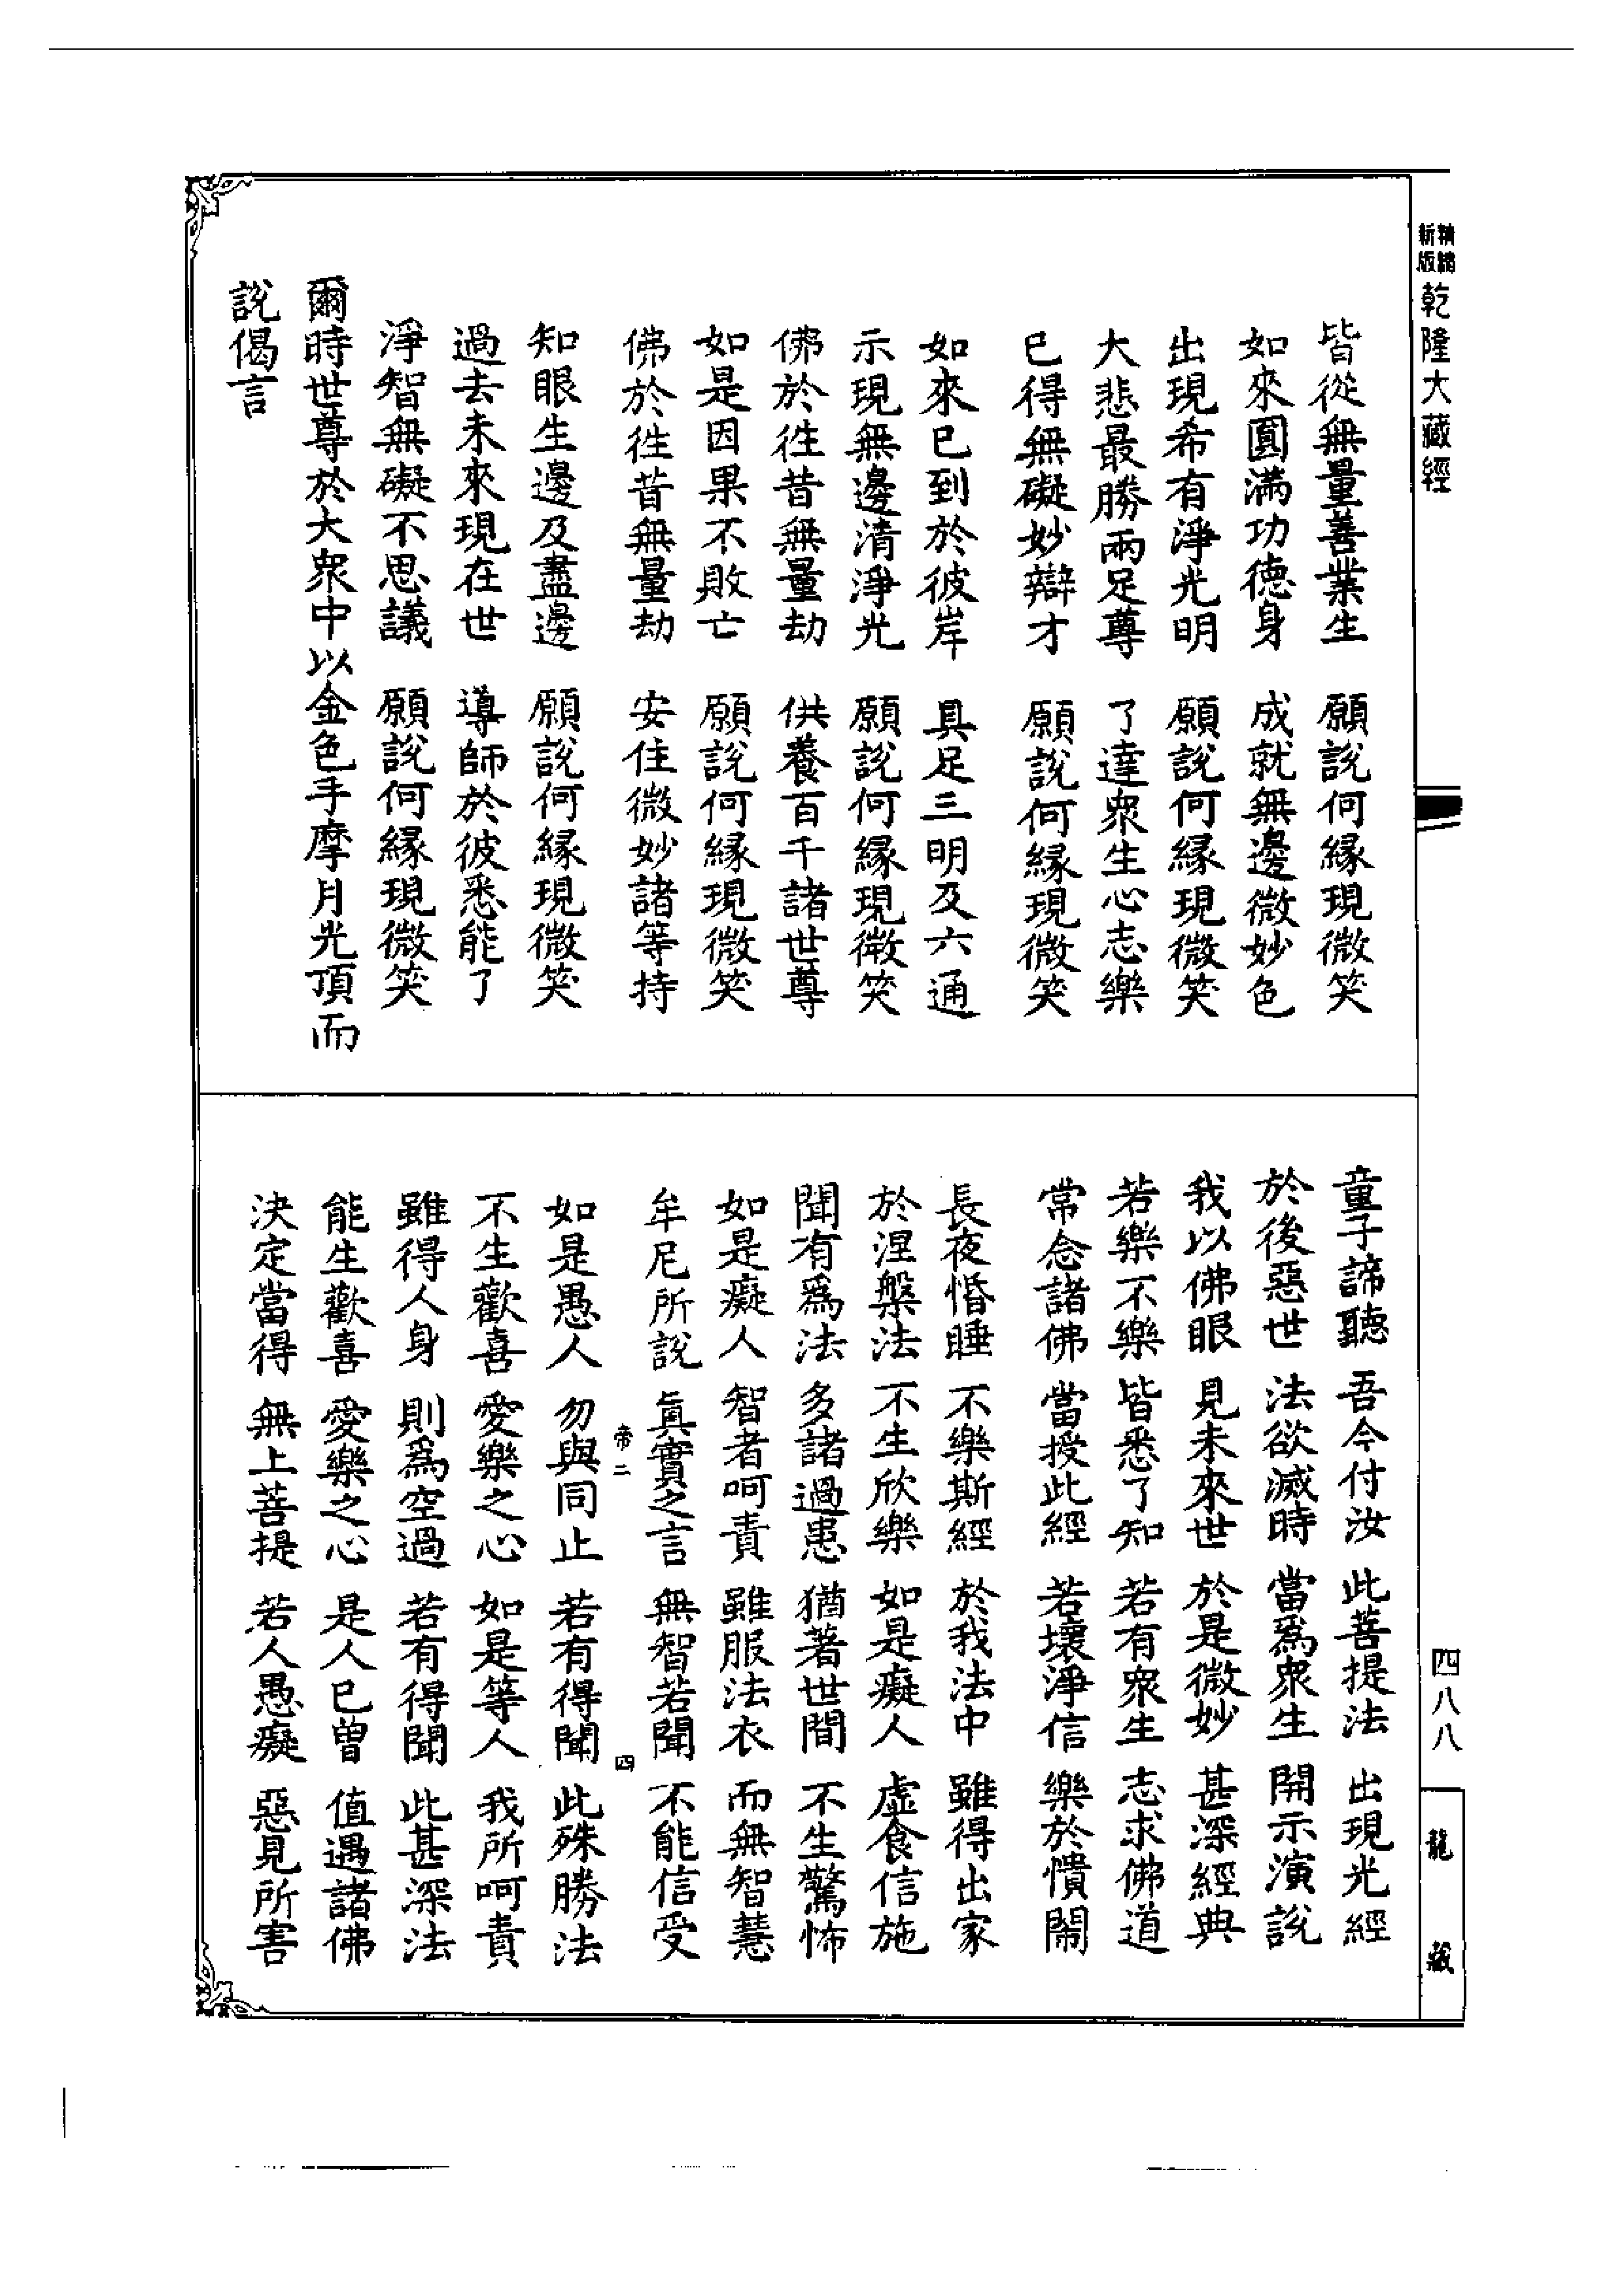 精縮
新版
乾隆大藏經
皆從無量善業生　願說何緣現微笑
如來圓滿功德身　成就無邊微妙色
出現希有淨光明　願說何緣現微笑
大悲最勝兩足尊　了達衆生心志樂
已得無礙妙辯才　願說何緣現微笑
如來已到於彼岸　具足三明及六通
示現無邊清淨光　願說何緣現微笑
佛於徃昔無量劫　供養百千諸世尊
如是因果不敗亡　願說何緣現微笑
佛於徃昔無量劫　安住微妙諸等持
知眼生邊及盡邊　願說何緣現微笑
過去未來現在世　導師於彼悉能了
淨智無礙不思議　願說何緣現微笑
爾時世尊於大衆中以金色手摩月光頂而
說偈言
童子諦聽　吾今付汝　此菩提法　出現光經
於後惡世　法欲滅時　當爲衆生　開示演說
我以佛眼　見未來世　於是微妙　甚深經典
若樂不樂　皆悉了知　若有衆生　志求佛道
常念諸佛　當授此經　若壞淨信　樂於憒鬧
長夜惛睡　不樂斯經　於我法中　雖得出家
於涅槃法　不生欣樂　如是癡人　虛食信施
聞有爲法　多諸過患　猶著世間　不生驚怖
如是癡人　智者呵責　雖服法衣　而無智慧
牟尼所說　眞實之言　無智若聞　不能信受
帝二　四
如是愚人　勿與同止　若有得聞　此殊勝法
不生歡喜　愛樂之心　如是等人　我所呵責
雖得人身　則爲空過　若有得聞　此甚深法
能生歡喜　愛樂之心　是人已曾　值遇諸佛
決定當得　無上菩提　若人愚癡　惡見所害
四八八
龍藏